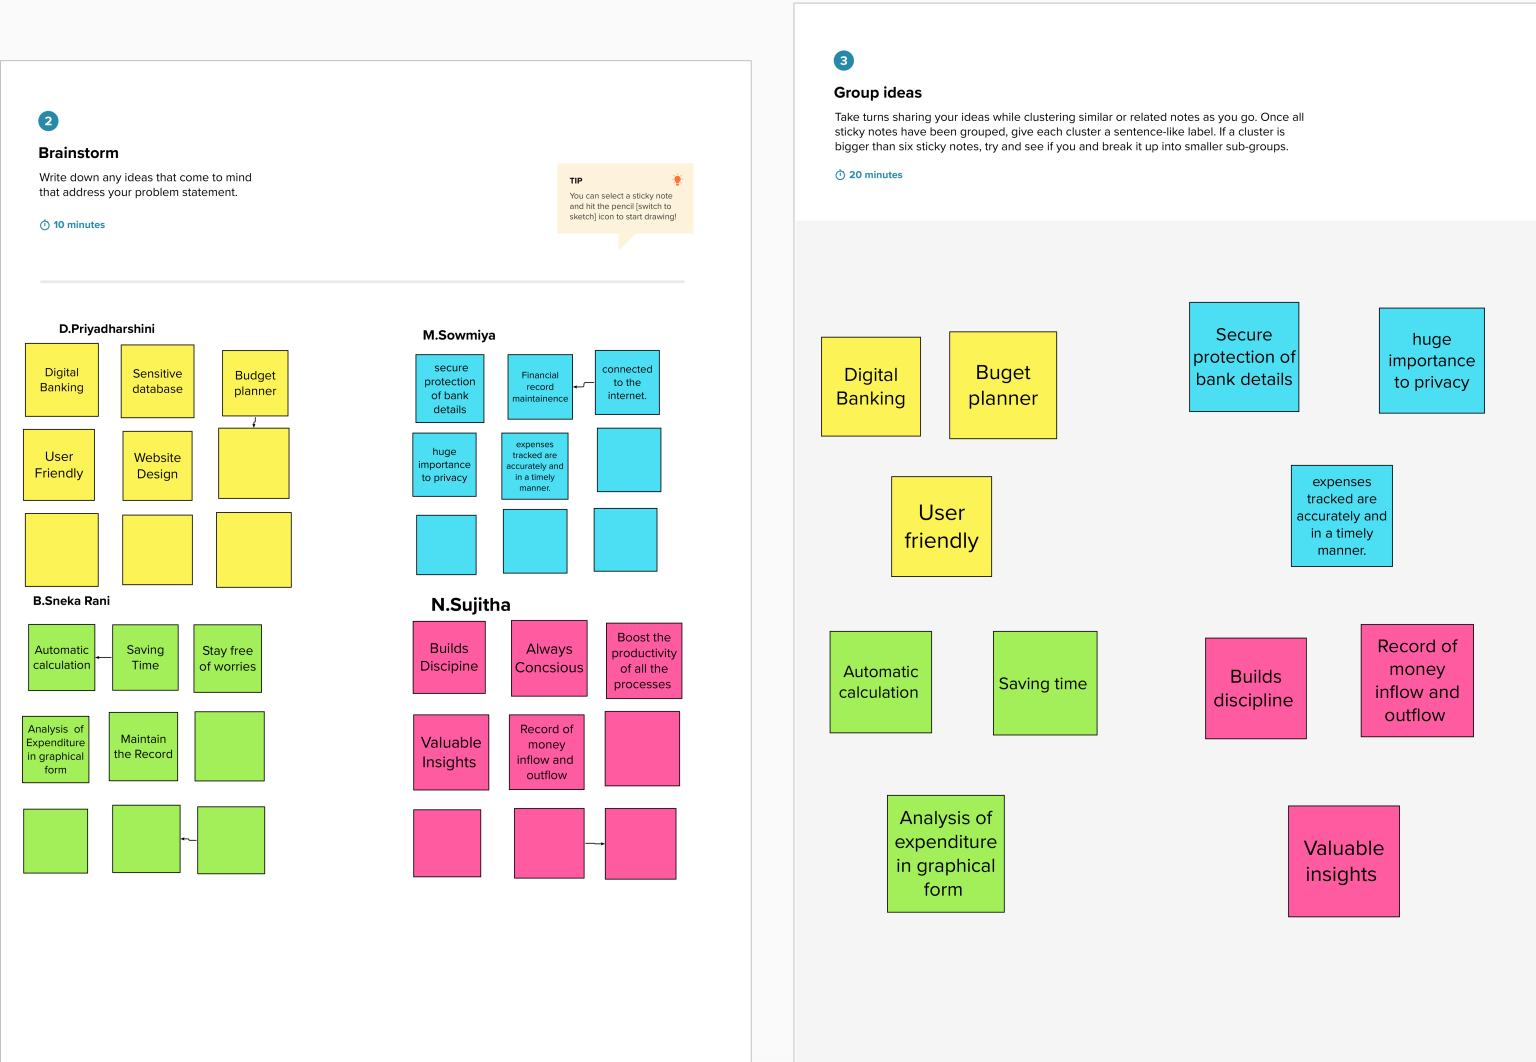 2
Brainstorm
Write down any ideas that come to mind
that address your problem statement.
10 minutes
TIP
You can select a sticky note
and hit the pencil [switch to
sketch] icon to start drawing!
D.Priyadharshini
Digital
Banking
Sensitive
database
Budget
planner
User
Friendly
Website
Design
M.Sowmiya
secure
protection
of bank
details
Financial
record
maintainence
connected
to the
internet.
huge
importance
to privacy
expenses
tracked are
accurately and
in a timely
manner.
B.Sneka Rani
Automatic
calculation
Saving
Time
Stay free
of worries
Analysis of
Expenditure
in graphical
form
Maintain
the Record
N.Sujitha
Builds
Discipine
Always
Concsious
Boost the
productivity
of all the
processes
Valuable
Insights
Record of
money
inflow and
outflow
3
Group ideas
Take turns sharing your ideas while clustering similar or related notes as you go. Once all
sticky notes have been grouped, give each cluster a sentence-like label. If a cluster is
bigger than six sticky notes, try and see if you and break it up into smaller sub-groups.
20 minutes
Digital
Banking
Buget
planner
User
friendly
Secure
protection of
bank details
huge
importance
to privacy
expenses
tracked are
accurately and
in a timely
manner.
Automatic
calculation
Saving time
Analysis of
expenditure
in graphical
form
Builds
discipline
Record of
money
inflow and
outflow
Valuable
insights